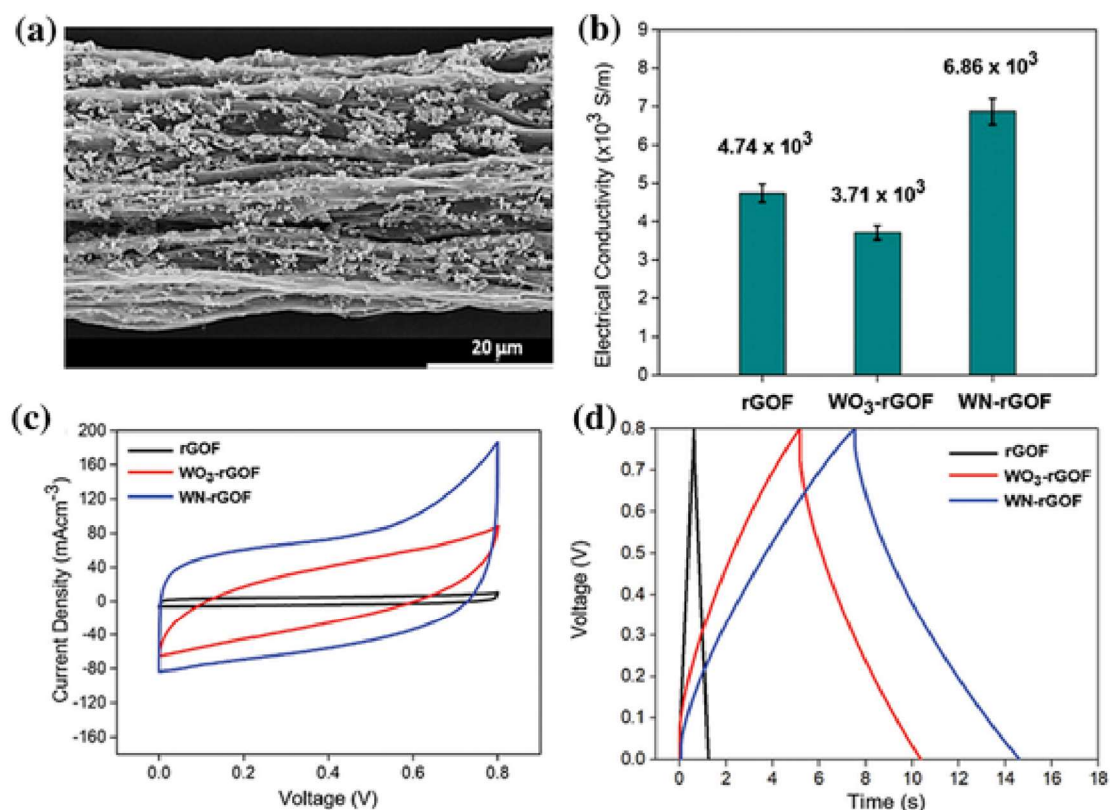 (a)
20 μm
(b)
Electrical Conductivity (x10³ S/m)
9
8
7
6
5
4
3
2
1
0
4.74 x 10³
3.71 x 10³
6.86 x 10³
rGOF
WO₃-rGOF
WN-rGOF
(c)
Current Density (mAcm⁻³)
200
160
120
80
40
0
-40
-80
-120
-160
rGOF
WO₃-rGOF
WN-rGOF
0.0 0.2 0.4 0.6 0.8
Voltage (V)
(d)
Voltage (V)
0.8
0.7
0.6
0.5
0.4
0.3
0.2
0.1
0.0
rGOF
WO₃-rGOF
WN-rGOF
0 2 4 6 8 10 12 14 16 18
Time (s)